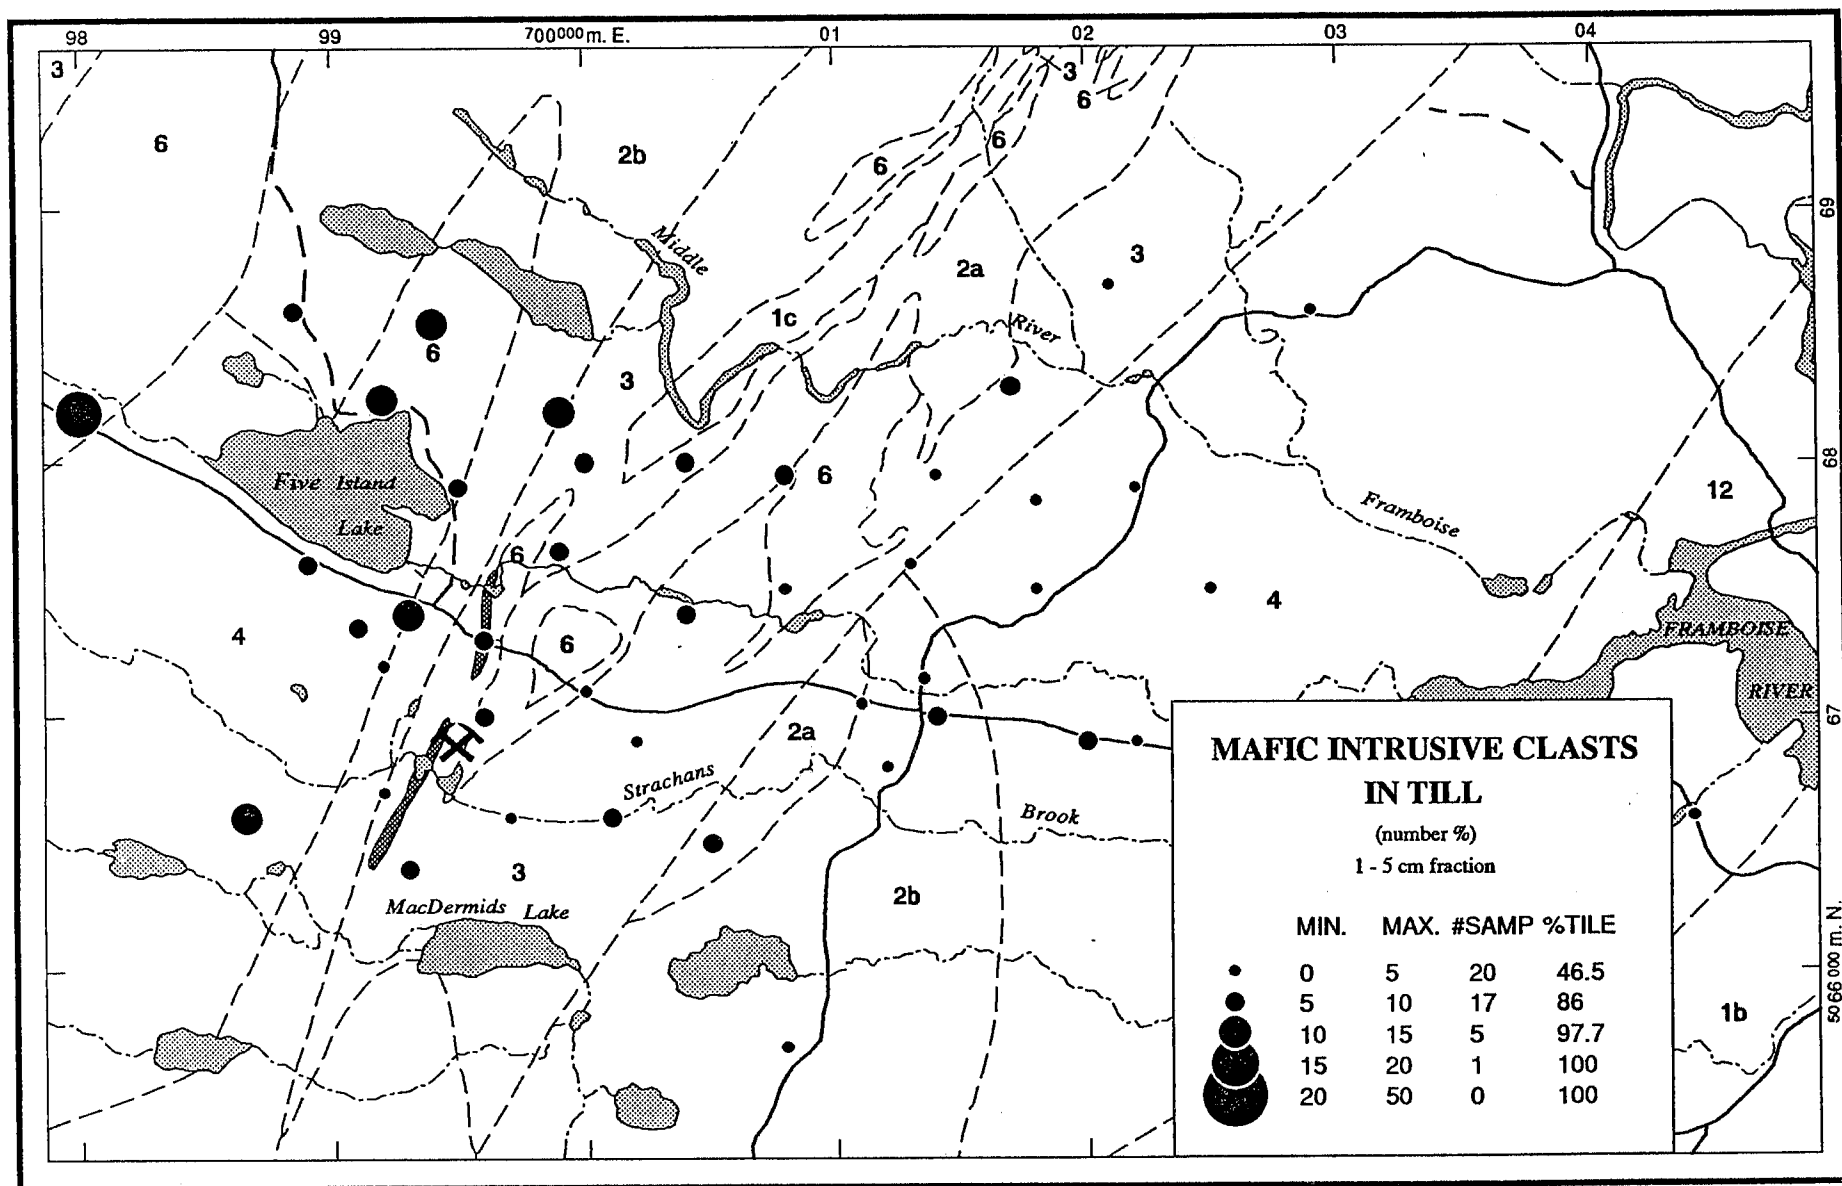 98 99 700000 m. E. 01 02 03 04
3
3
6
6
6
2b
6
6
69
Middle
3
2a
1c
River
6
3
68
Five Island
Lake
6
12
Framboise
6
4
4
6
FRAMBOISE
RIVER
67
2a
Strachans
Brook
3
2b
MacDermids Lake
5066 000 m. N.
1b
MAFIC INTRUSIVE CLASTS
IN TILL
(number %)
1 - 5 cm fraction
MIN. MAX. #SAMP %TILE
0 5 20 46.5
5 10 17 86
10 15 5 97.7
15 20 1 100
20 50 0 100